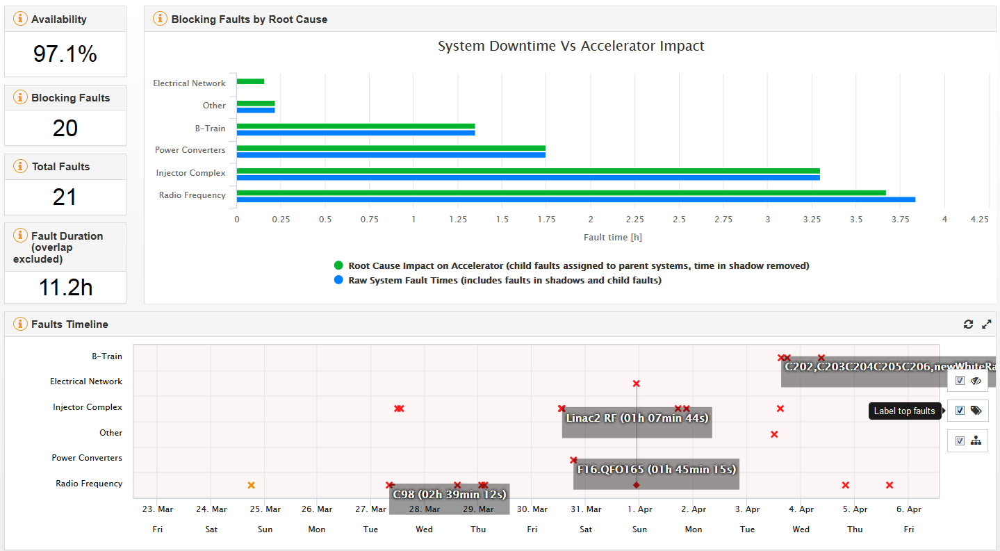 Availability
97.1%
Blocking Faults
20
Total Faults
21
Fault Duration
(overlap
excluded)
11.2h
Blocking Faults by Root Cause
System Downtime Vs Accelerator Impact
Electrical Network
Other
B-Train
Power Converters
Injector Complex
Radio Frequency
0 0.25 0.5 0.75 1 1.25 1.5 1.75 2 2.25 2.5 2.75 3 3.25 3.5 3.75 4 4.25
Fault time [h]
Root Cause Impact on Accelerator (child faults assigned to parent systems, time in shadow removed)
Raw System Fault Times (includes faults in shadows and child faults)
Faults Timeline
B-Train
Electrical Network
Injector Complex
Other
Power Converters
Radio Frequency
C202,C203C204C205C206,newWhiteRa
Linac2 RF (01h 07min 44s)
Label top faults
F16.QFO165 (01h 45min 15s)
C98 (02h 39min 12s)
23. Mar 24. Mar 25. Mar 26. Mar 27. Mar 28. Mar 29. Mar 30. Mar 31. Mar 1. Apr 2. Apr 3. Apr 4. Apr 5. Apr 6. Apr
Fri Sat Sun Mon Tue Wed Thu Fri Sat Sun Mon Tue Wed Thu Fri